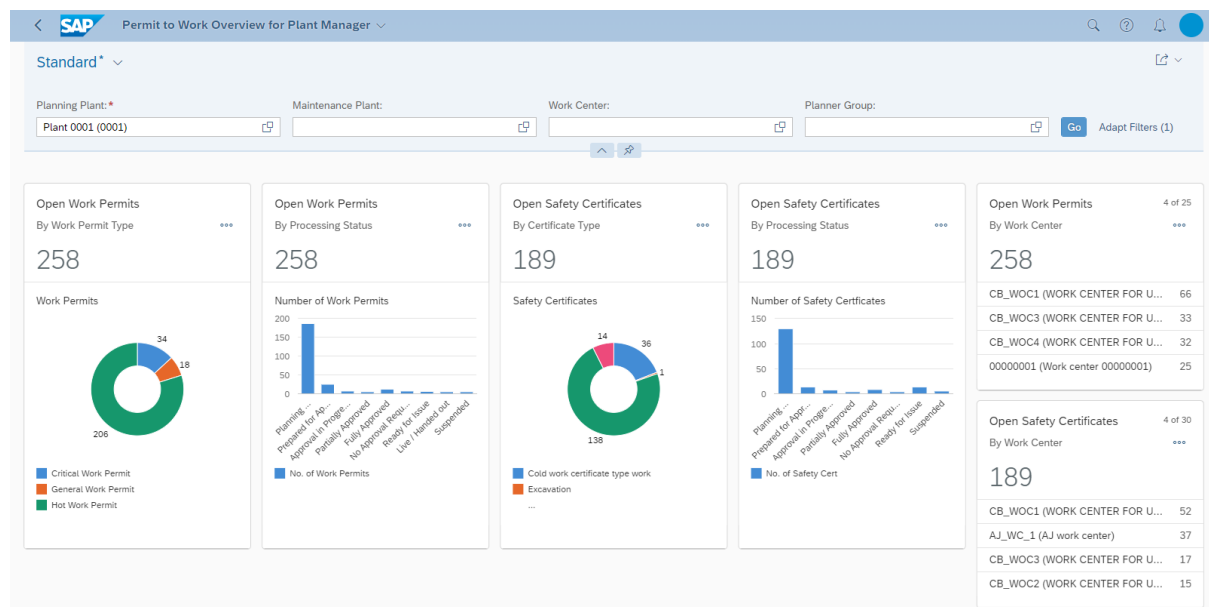 SAP Permit to Work Overview for Plant Manager
Standard*
Planning Plant:* Maintenance Plant: Work Center: Planner Group:
Plant 0001 (0001) Go Adapt Filters (1)
Open Work Permits
By Work Permit Type
258
Work Permits
34
18
206
Critical Work Permit
General Work Permit
Hot Work Permit
Open Work Permits
By Processing Status
258
Number of Work Permits
200
150
100
50
0
Planning ...
Prepared for Ap...
Approval in Progre...
Partially Approved
Fully Approved
No Approval Requ...
Ready for Issue
Live / Handed out
Suspended
No. of Work Permits
Open Safety Certificates
By Certificate Type
189
Safety Certificates
14
36
1
138
Cold work certificate type work
Excavation
...
Open Safety Certificates
By Processing Status
189
Number of Safety Certficates
150
100
50
0
Planning ...
Prepared for Appr...
Approval in Progre...
Partially Approved
Fully Approved
No Approval Requ...
Ready for Issue
Suspended
No. of Safety Cert
Open Work Permits 4 of 25
By Work Center
258
CB_WOC1 (WORK CENTER FOR U... 66
CB_WOC3 (WORK CENTER FOR U... 33
CB_WOC4 (WORK CENTER FOR U... 32
00000001 (Work center 00000001) 25
Open Safety Certificates 4 of 30
By Work Center
189
CB_WOC1 (WORK CENTER FOR U... 52
AJ_WC_1 (AJ work center) 37
CB_WOC3 (WORK CENTER FOR U... 17
CB_WOC2 (WORK CENTER FOR U... 15